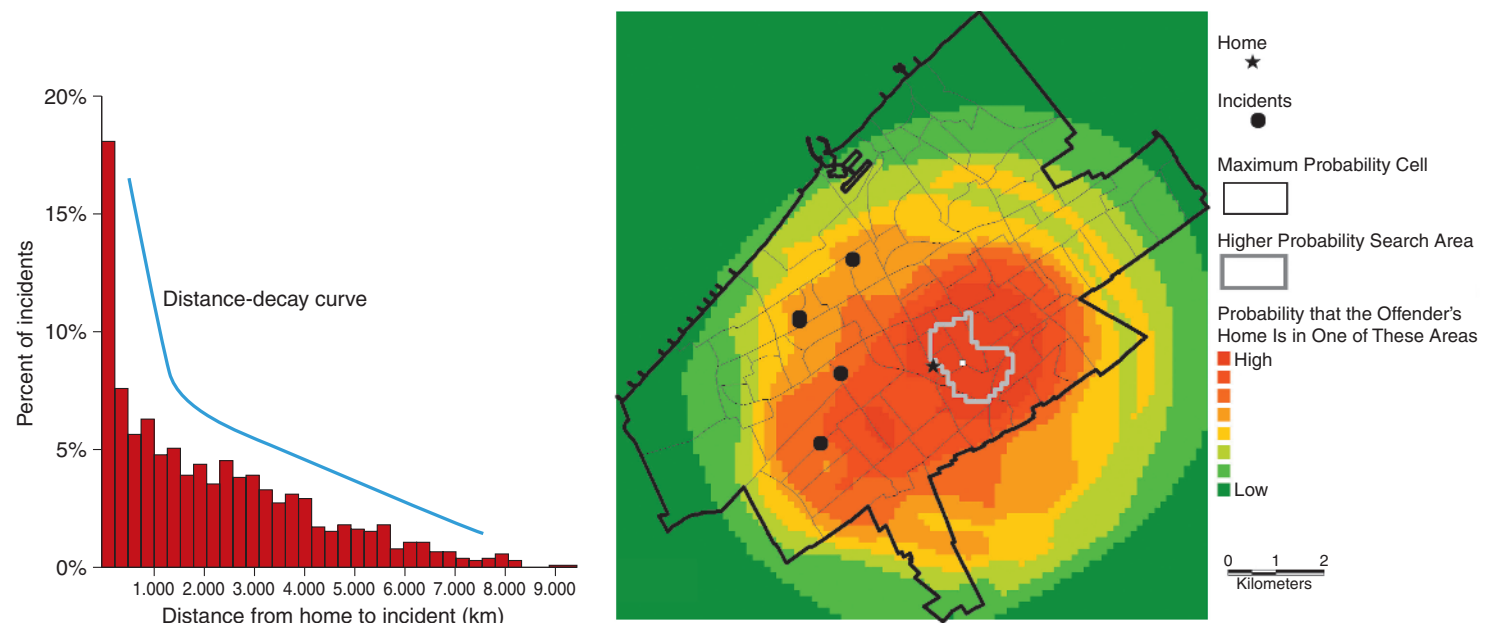 20%
15%
10%
5%
0%
Percent of incidents
Distance-decay curve
1.000 2.000 3.000 4.000 5.000 6.000 7.000 8.000 9.000
Distance from home to incident (km)
Home
Incidents
Maximum Probability Cell
Higher Probability Search Area
Probability that the Offender's
Home Is in One of These Areas
High
Low
0 1 2
Kilometers